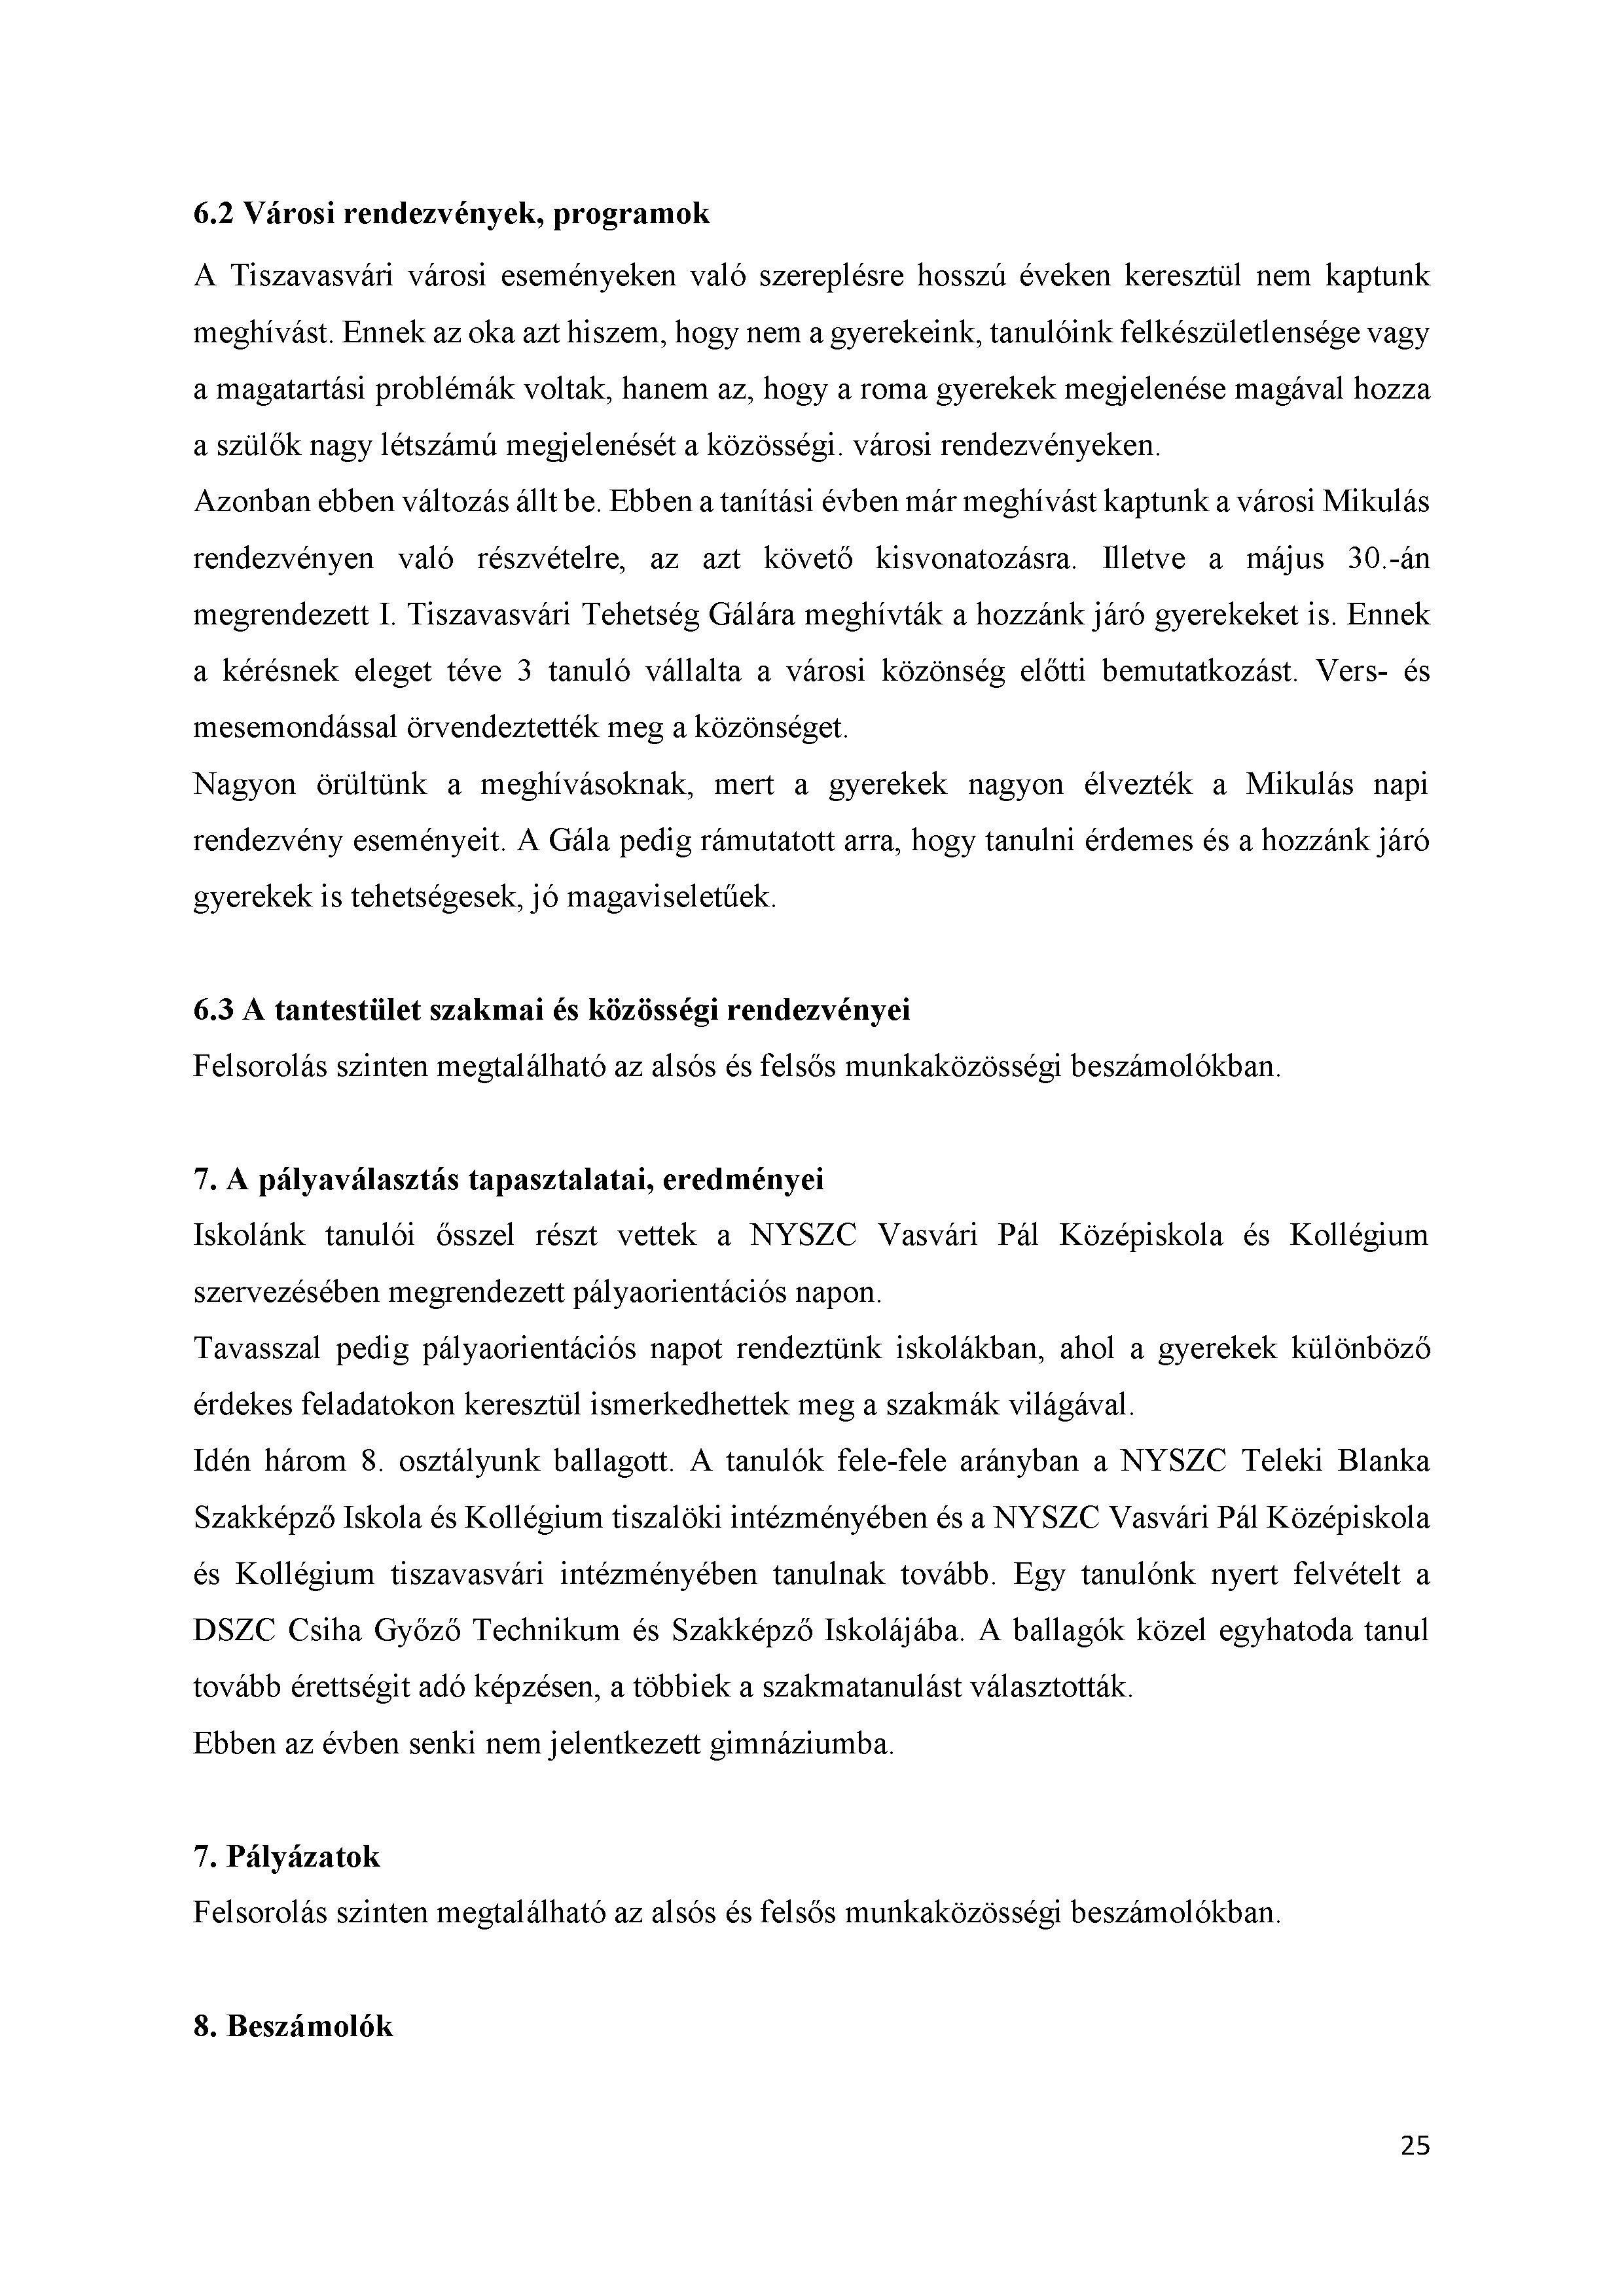 6.2 Városi rendezvények, programok
A Tiszavasvári városi eseményeken való szereplésre hosszú éveken keresztül nem kaptunk
meghívást. Ennek az oka azt hiszem, hogy nem a gyerekeink, tanulóink felkészületlensége vagy
a magatartási problémák voltak, hanem az, hogy a roma gyerekek megjelenése magával hozza
a szülők nagy létszámú megjelenését a közösségi. városi rendezvényeken.
Azonban ebben változás állt be. Ebben a tanítási évben már meghívást kaptunk a városi Mikulás
rendezvényen való részvételre, az azt követő kisvonatozásra. Illetve a május 30.-án
megrendezett I. Tiszavasvári Tehetség Gálára meghívták a hozzánk járó gyerekeket is. Ennek
a kérésnek eleget téve 3 tanuló vállalta a városi közönség előtti bemutatkozást. Vers- és
mesemondással örvendeztették meg a közönséget.
Nagyon örültünk a meghívásoknak, mert a gyerekek nagyon élvezték a Mikulás napi
rendezvény eseményeit. A Gála pedig rámutatott arra, hogy tanulni érdemes és a hozzánk járó
gyerekek is tehetségesek, jó magaviseletűek.
6.3 A tantestület szakmai és közösségi rendezvényei
Felsorolás szinten megtalálható az alsós és felsős munkaközösségi beszámolókban.
7. A pályaválasztás tapasztalatai, eredményei
Iskolánk tanulói ősszel részt vettek a NYSZC Vasvári Pál Középiskola és Kollégium
szervezésében megrendezett pályaorientációs napon.
Tavasszal pedig pályaorientációs napot rendeztünk iskolákban, ahol a gyerekek különböző
érdekes feladatokon keresztül ismerkedhettek meg a szakmák világával.
Idén három 8. osztályunk ballagott. A tanulók fele-fele arányban a NYSZC Teleki Blanka
Szakképző Iskola és Kollégium tiszalöki intézményében és a NYSZC Vasvári Pál Középiskola
és Kollégium tiszavasvári intézményében tanulnak tovább. Egy tanulónk nyert felvételt a
DSZC Csiha Győző Technikum és Szakképző Iskolájába. A ballagók közel egyhatoda tanul
tovább érettségit adó képzésen, a többiek a szakmatanulást választották.
Ebben az évben senki nem jelentkezett gimnáziumba.
7. Pályázatok
Felsorolás szinten megtalálható az alsós és felsős munkaközösségi beszámolókban.
8. Beszámolók
25